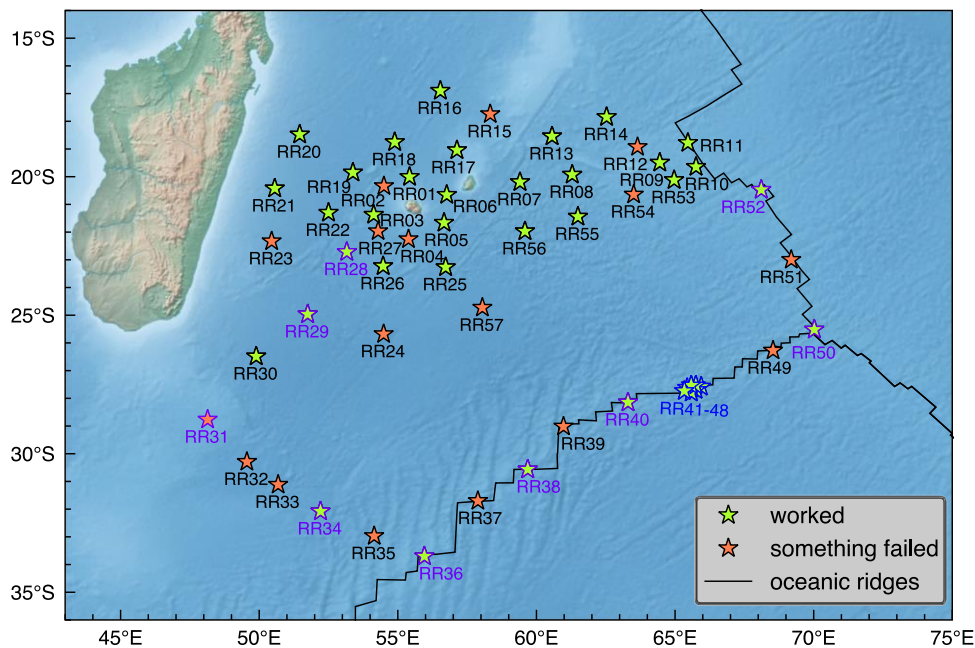 15°S
20°S
25°S
30°S
35°S
45°E
50°E
55°E
60°E
65°E
70°E
75°E
RR16
RR15
RR14
RR20
RR18
RR17
RR13
RR12
RR11
RR19
RR02
RR01
RR09
RR10
RR21
RR06
RR07
RR08
RR53
RR52
RR22
RR03
RR54
RR23
RR27
RR04
RR05
RR56
RR55
RR28
RR26
RR25
RR51
RR29
RR57
RR24
RR50
RR30
RR49
RR31
RR40
RR41-48
RR39
RR32
RR33
RR38
RR34
RR37
RR35
RR36
worked
something failed
oceanic ridges